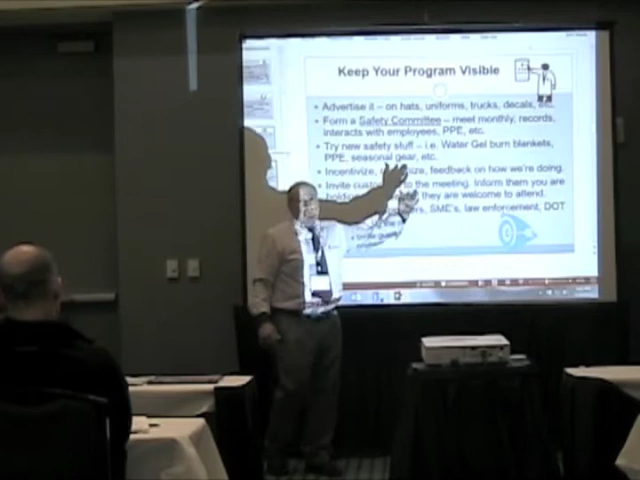 Keep Your Program Visible
• Advertise it – on hats, uniforms, trucks, decals, etc.
• Form a Safety Committee – meet monthly, records,
interacts with employees, PPE, etc.
• Try new safety stuff – i.e. Water Gel burn blankets,
PPE, seasonal gear, etc.
• Incentivize, feedback on how we're doing.
• Invite to the meeting. Inform them you are
they are welcome to attend.
SME's, law enforcement, DOT